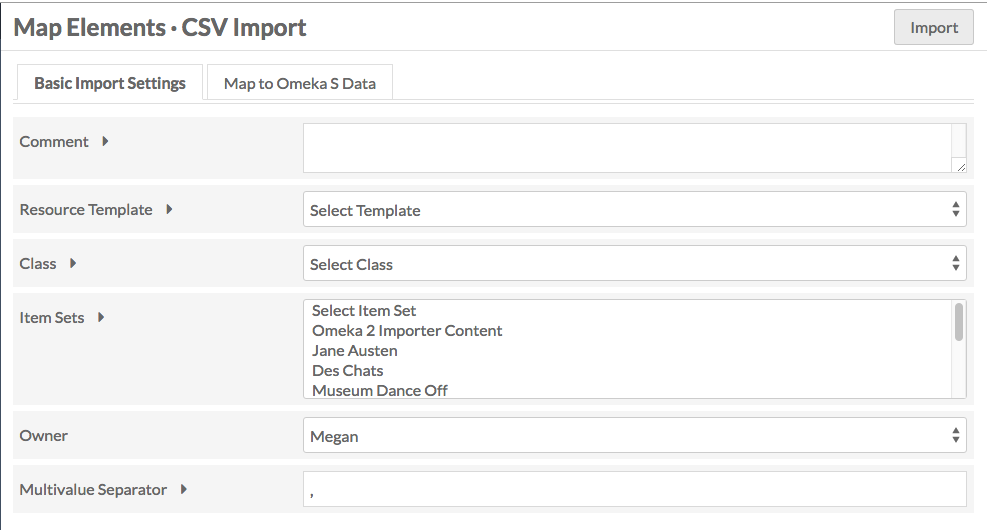 Map Elements · CSV Import
Import
Basic Import Settings
Map to Omeka S Data
Comment
Resource Template
Select Template
Class
Select Class
Item Sets
Select Item Set
Omeka 2 Importer Content
Jane Austen
Des Chats
Museum Dance Off
Owner
Megan
Multivalue Separator
,